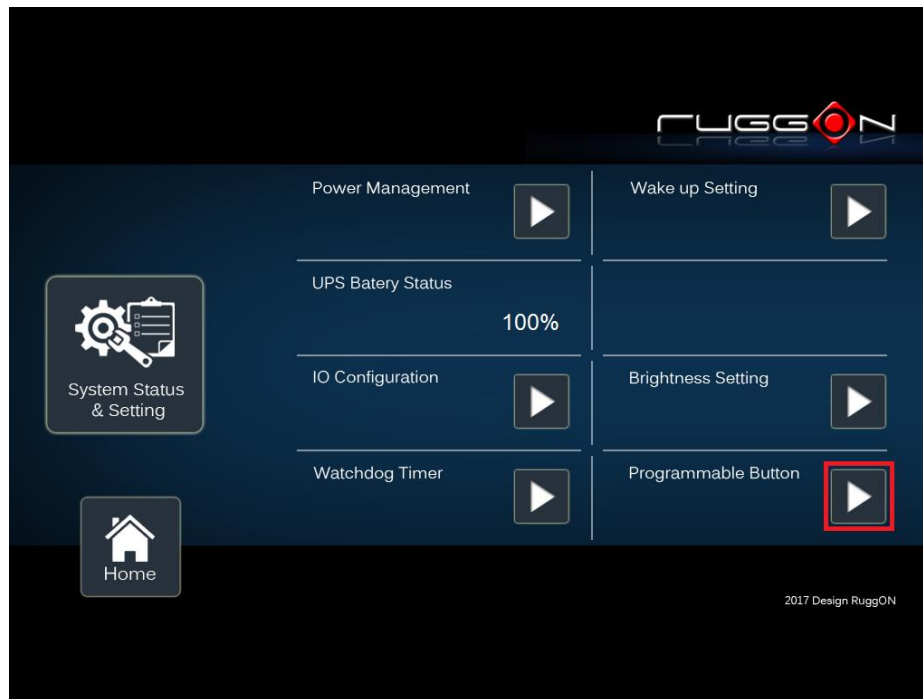 ruggON
Power Management
Wake up Setting
UPS Batery Status
100%
System Status
& Setting
IO Configuration
Brightness Setting
Watchdog Timer
Programmable Button
Home
2017 Design RuggON